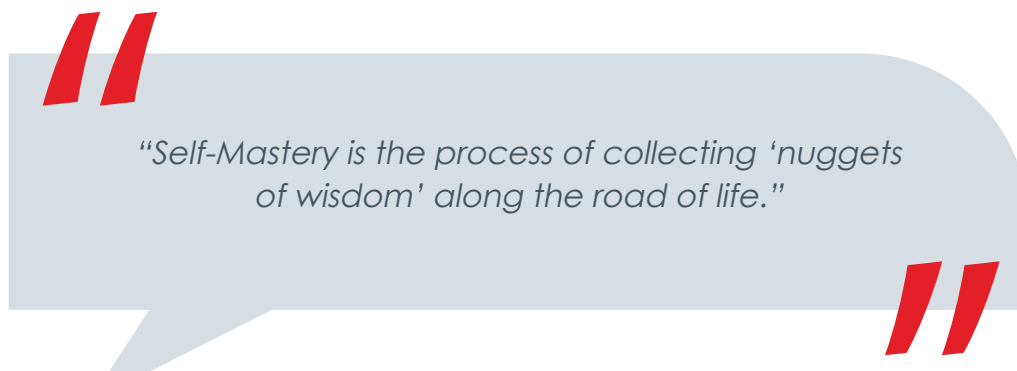 “Self-Mastery is the process of collecting ‘nuggets
of wisdom’ along the road of life.”